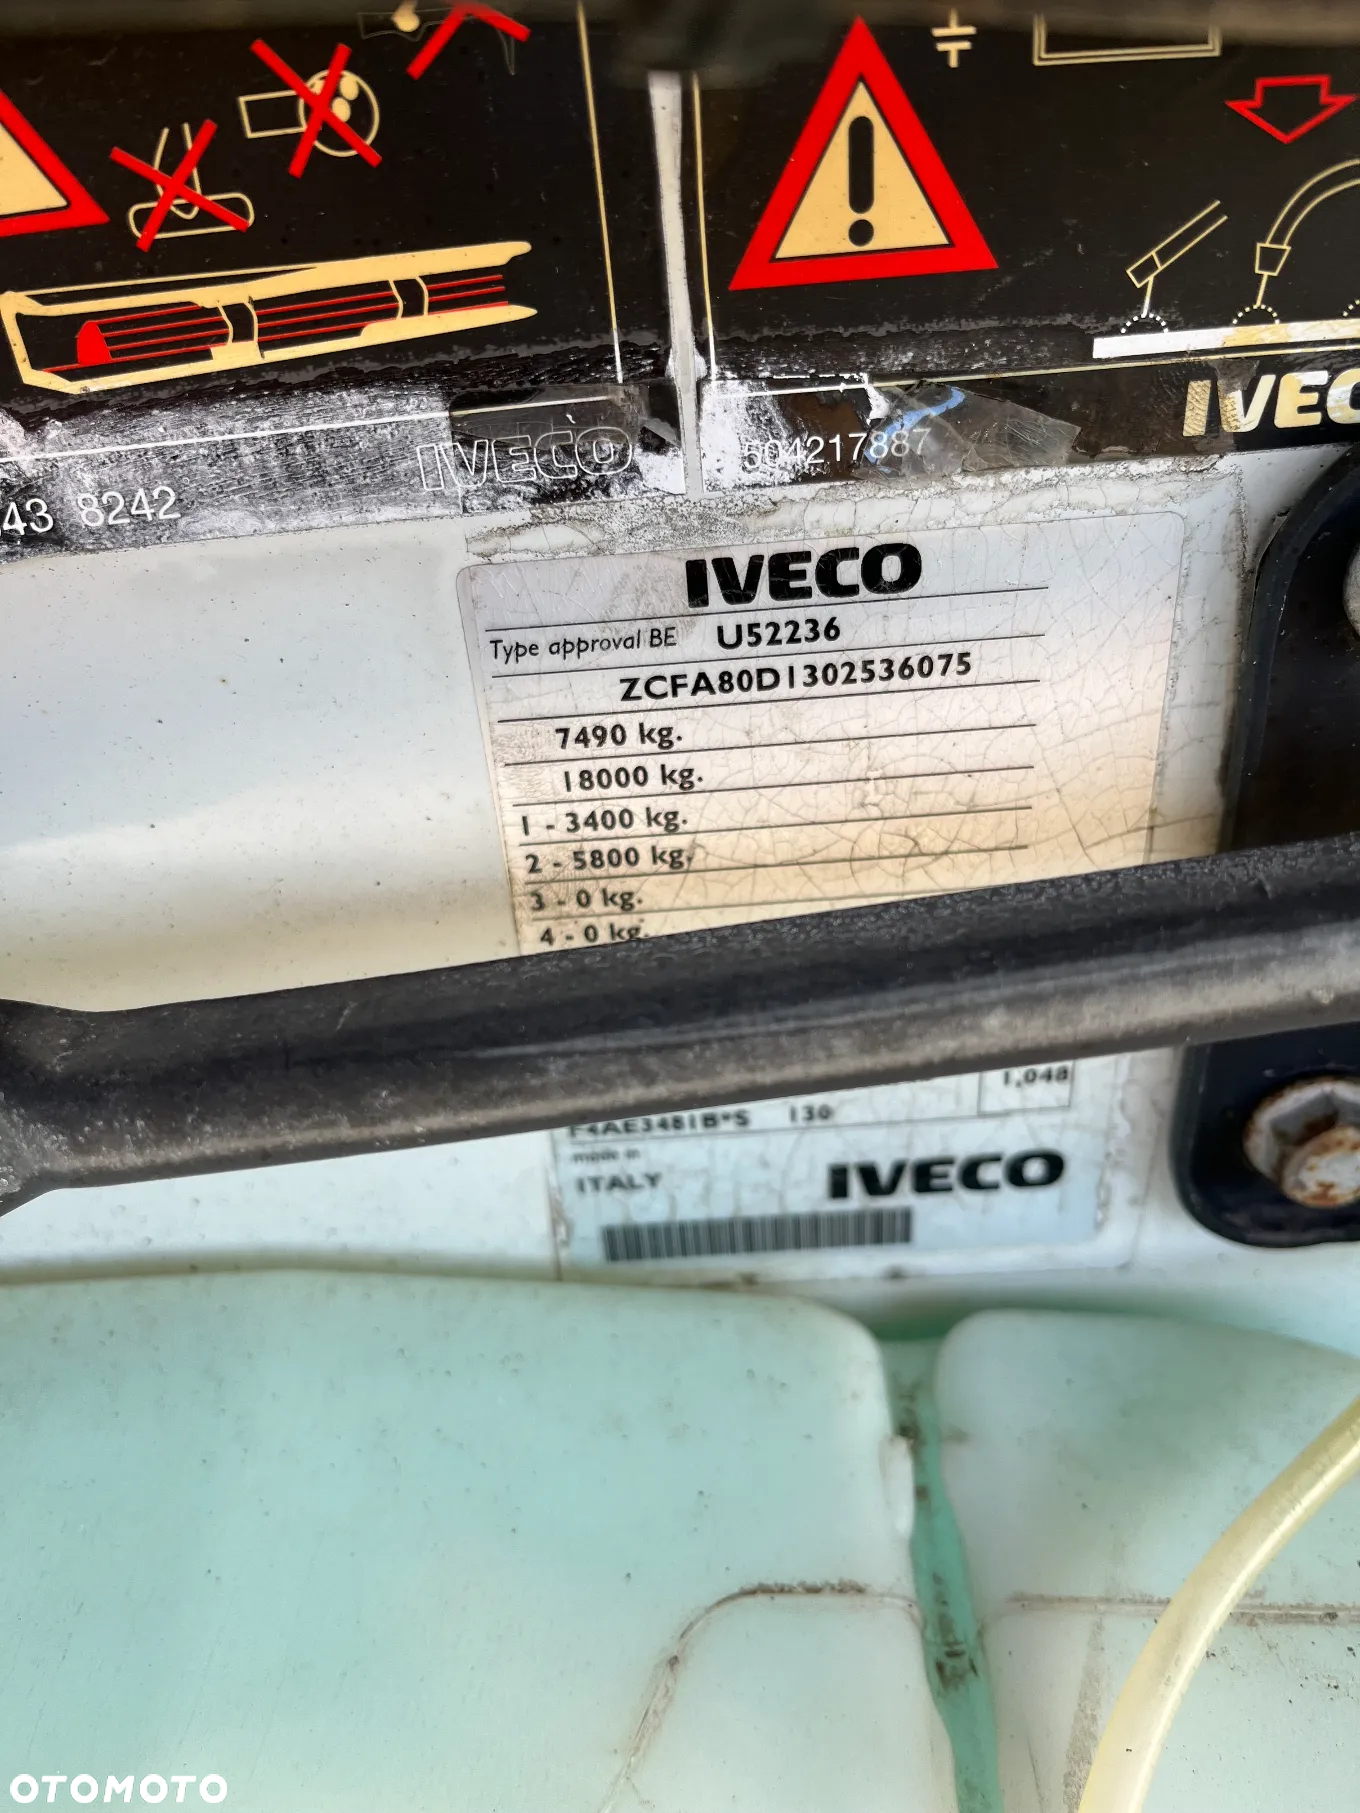 IVECO
504217887
IVECO
43 8242
IVECO
Type approval BE U52236
ZCFA80D1302536075
7490 kg.
18000 kg.
1 - 3400 kg.
2 - 5800 kg.
3 - 0 kg.
4 - 0 kg.
1,048
F4AE3481B*S 130
made in
ITALY
IVECO
OTOMOTO